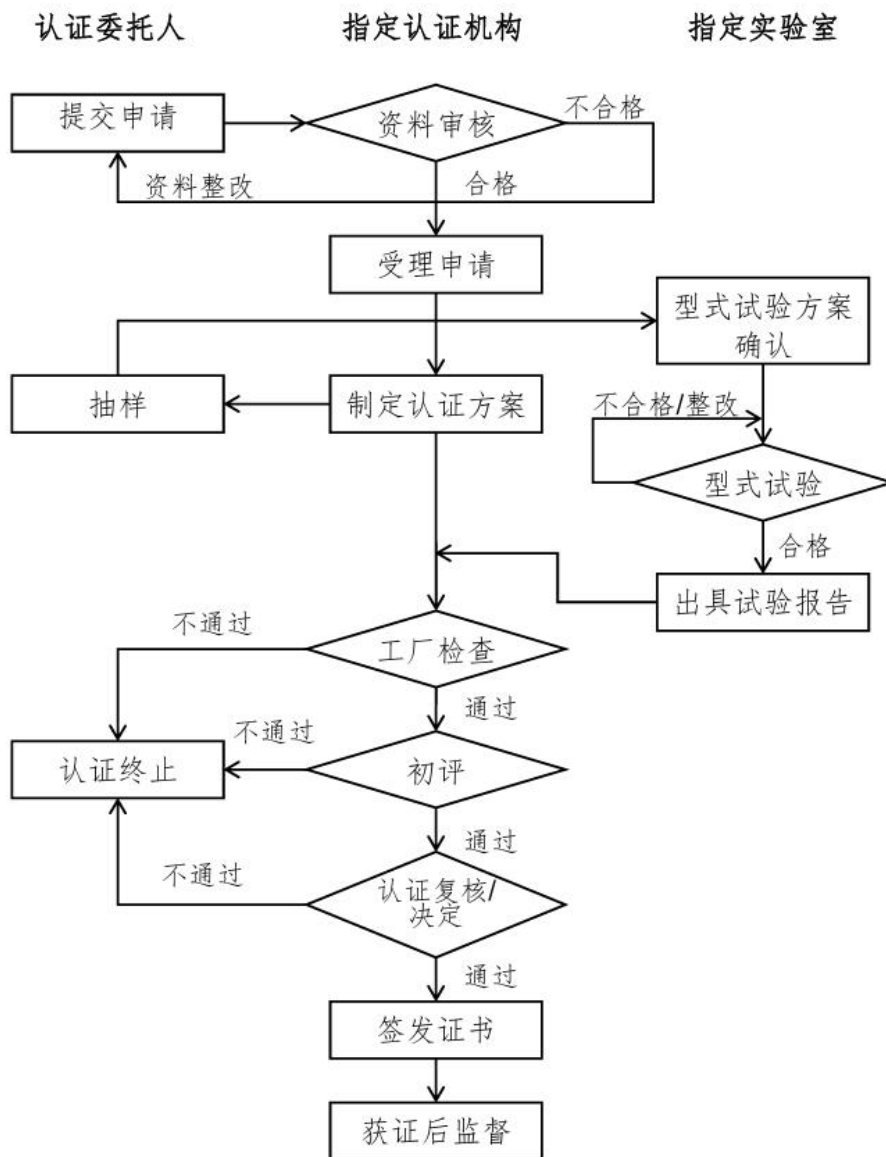 认证委托人 指定认证机构 指定实验室
提交申请
资料审核
不合格
资料整改
合格
受理申请
型式试验方案
确认
抽样
制定认证方案
不合格/整改
型式试验
合格
出具试验报告
不通过
工厂检查
通过
不通过
认证终止
初评
通过
不通过
认证复核/
决定
通过
签发证书
获证后监督